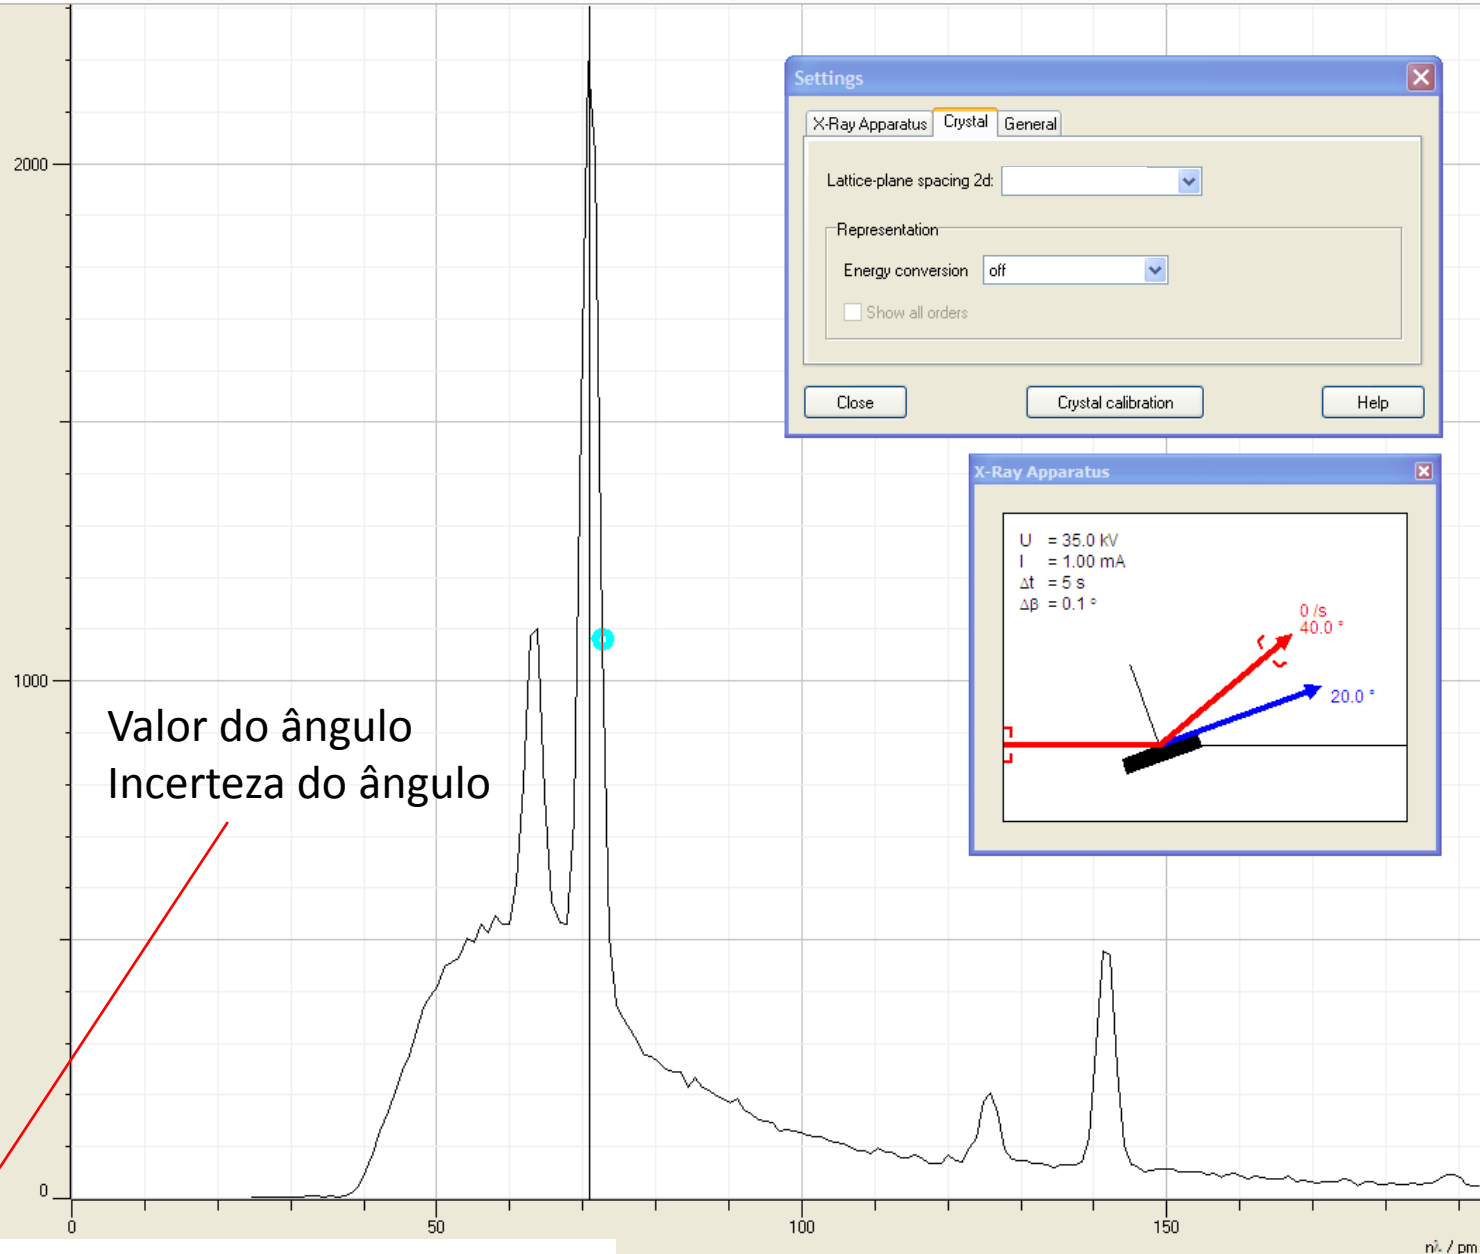 Settings
X-Ray Apparatus Crystal General
Lattice-plane spacing 2d:
Representation
Energy conversion off
Show all orders
Close Crystal calibration Help
X-Ray Apparatus
U = 35.0 kV
I = 1.00 mA
Δt = 5 s
Δβ = 0.1 °
0 /s
40.0 °
20.0 °
2000
1000
0
Valor do ângulo
Incerteza do ângulo
0 50 100 150
nλ / pm